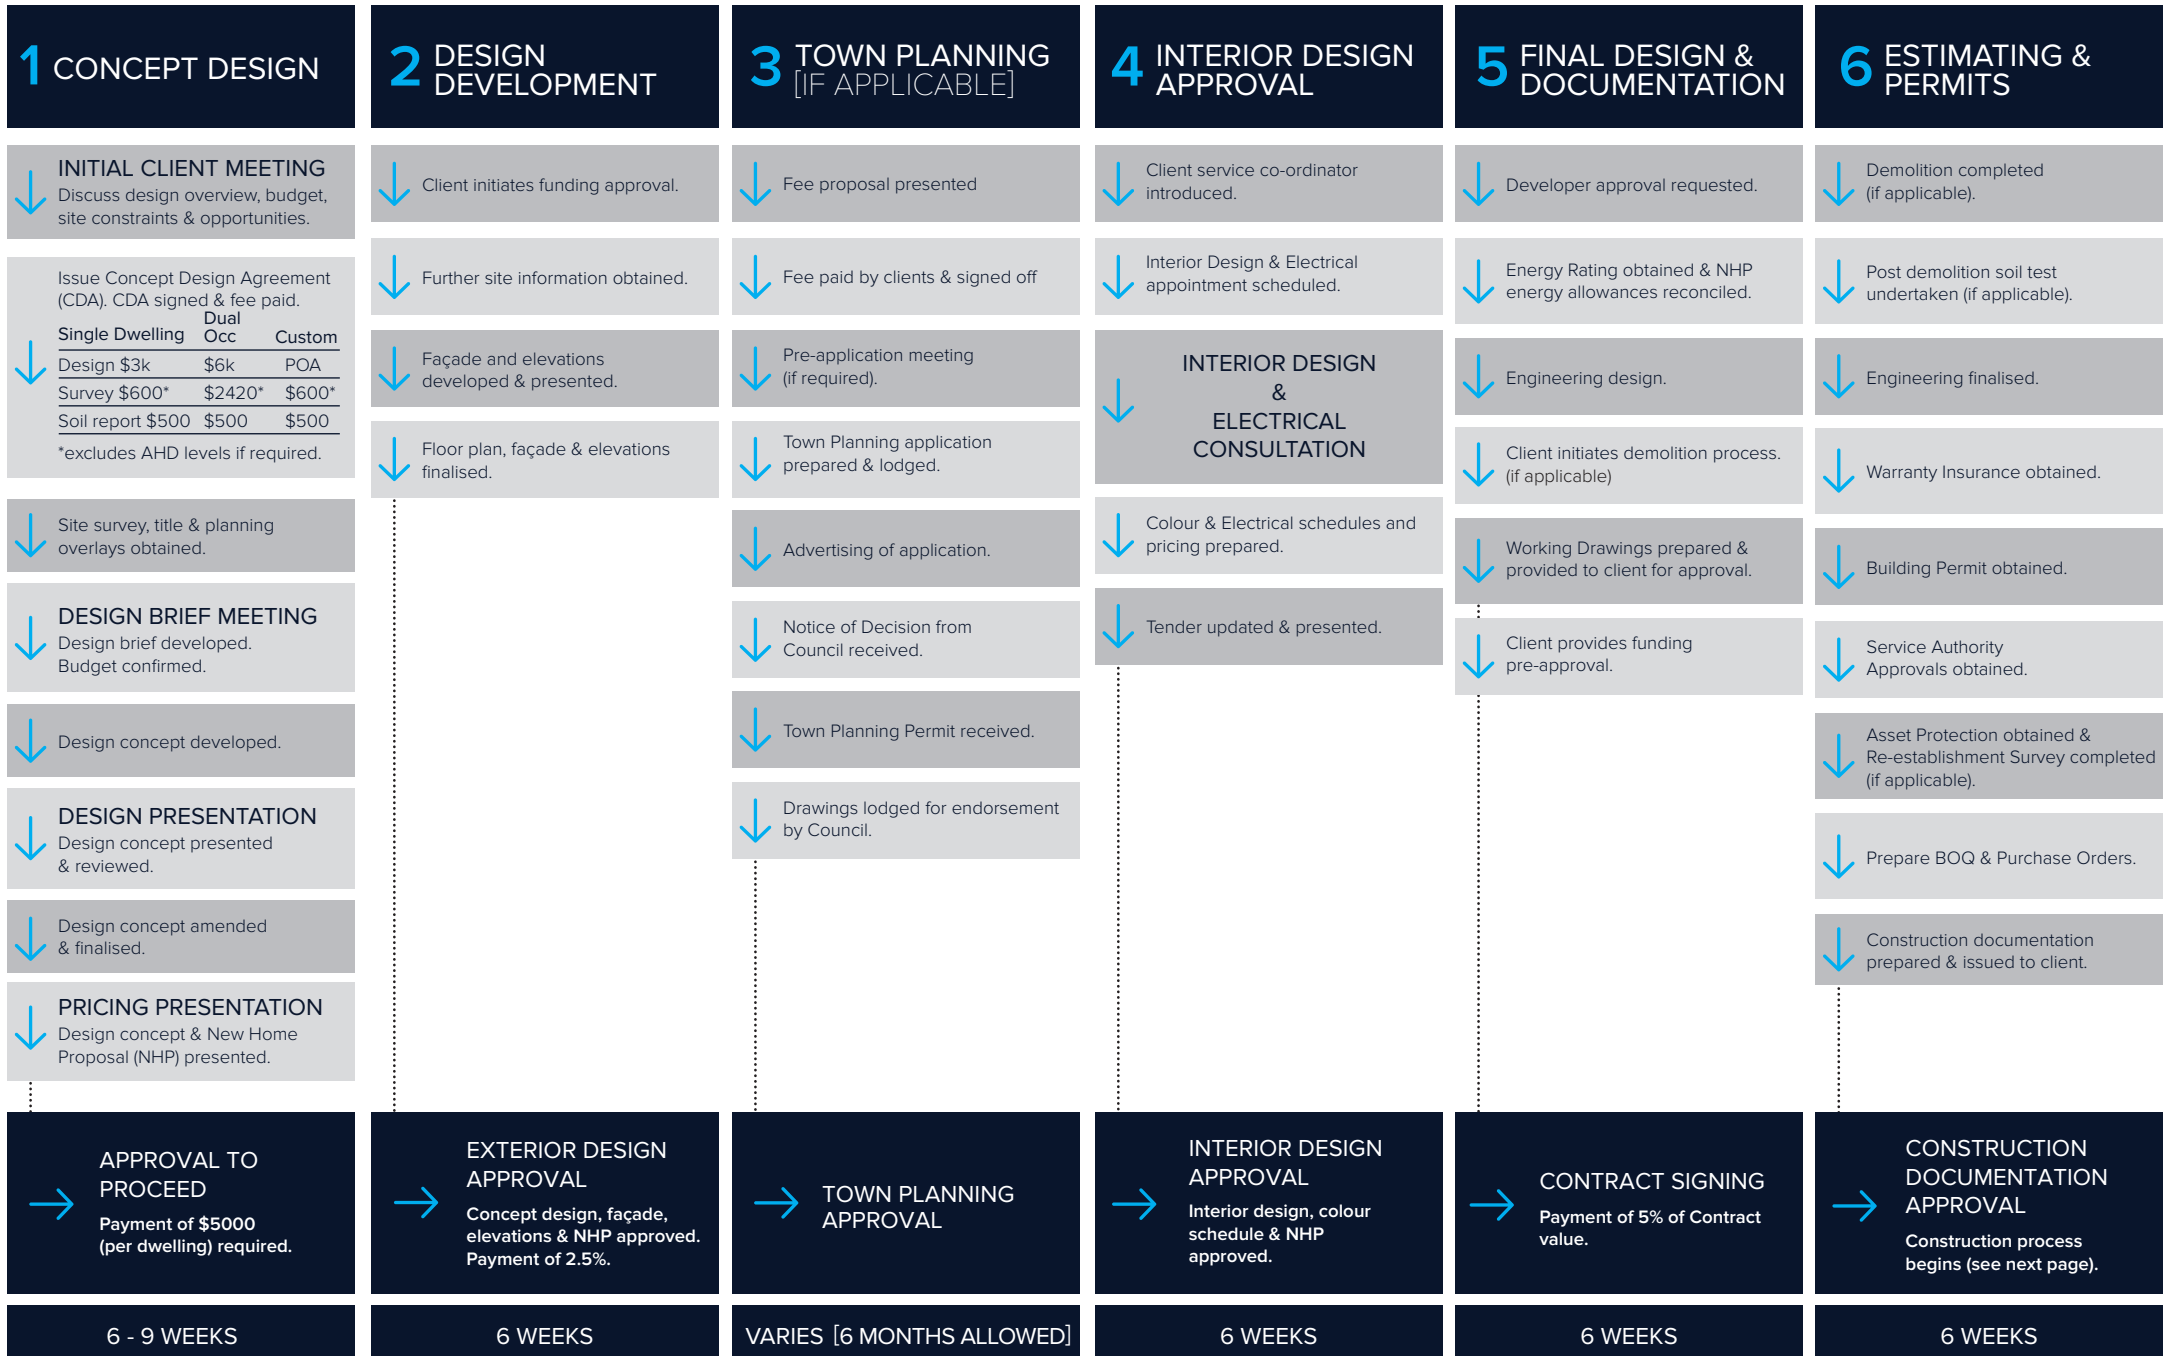 1 CONCEPT DESIGN
INITIAL CLIENT MEETING
Discuss design overview, budget,
site constraints & opportunities.
Issue Concept Design Agreement
(CDA). CDA signed & fee paid.
Single Dwelling Dual Occ Custom
Design $3k $6k POA
Survey $600* $2420* $600*
Soil report $500 $500 $500
*excludes AHD levels if required.
Site survey, title & planning
overlays obtained.
DESIGN BRIEF MEETING
Design brief developed.
Budget confirmed.
Design concept developed.
DESIGN PRESENTATION
Design concept presented
& reviewed.
Design concept amended
& finalised.
PRICING PRESENTATION
Design concept & New Home
Proposal (NHP) presented.
APPROVAL TO
PROCEED
Payment of $5000
(per dwelling) required.
6 - 9 WEEKS
2 DESIGN
DEVELOPMENT
Client initiates funding approval.
Further site information obtained.
Façade and elevations
developed & presented.
Floor plan, façade & elevations
finalised.
EXTERIOR DESIGN
APPROVAL
Concept design, façade,
elevations & NHP approved.
Payment of 2.5%.
6 WEEKS
3 TOWN PLANNING
[IF APPLICABLE]
Fee proposal presented
Fee paid by clients & signed off
Pre-application meeting
(if required).
Town Planning application
prepared & lodged.
Advertising of application.
Notice of Decision from
Council received.
Town Planning Permit received.
Drawings lodged for endorsement
by Council.
TOWN PLANNING
APPROVAL
VARIES [6 MONTHS ALLOWED]
4 INTERIOR DESIGN
APPROVAL
Client service co-ordinator
introduced.
Interior Design & Electrical
appointment scheduled.
INTERIOR DESIGN
&
ELECTRICAL
CONSULTATION
Colour & Electrical schedules and
pricing prepared.
Tender updated & presented.
INTERIOR DESIGN
APPROVAL
Interior design, colour
schedule & NHP
approved.
6 WEEKS
5 FINAL DESIGN &
DOCUMENTATION
Developer approval requested.
Energy Rating obtained & NHP
energy allowances reconciled.
Engineering design.
Client initiates demolition process.
(if applicable)
Working Drawings prepared &
provided to client for approval.
Client provides funding
pre-approval.
CONTRACT SIGNING
Payment of 5% of Contract
value.
6 WEEKS
6 ESTIMATING &
PERMITS
Demolition completed
(if applicable).
Post demolition soil test
undertaken (if applicable).
Engineering finalised.
Warranty Insurance obtained.
Building Permit obtained.
Service Authority
Approvals obtained.
Asset Protection obtained &
Re-establishment Survey completed
(if applicable).
Prepare BOQ & Purchase Orders.
Construction documentation
prepared & issued to client.
CONSTRUCTION
DOCUMENTATION
APPROVAL
Construction process
begins (see next page).
6 WEEKS